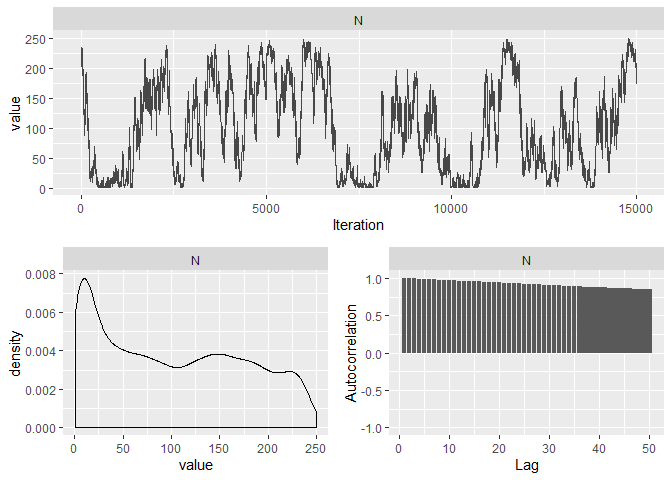 N
250
200
150
100
50
0
value
0 5000 10000 15000
Iteration
N
0.008
0.006
0.004
0.002
0.000
density
0 50 100 150 200 250
value
N
1.0
0.5
0.0
-0.5
-1.0
Autocorrelation
0 10 20 30 40 50
Lag